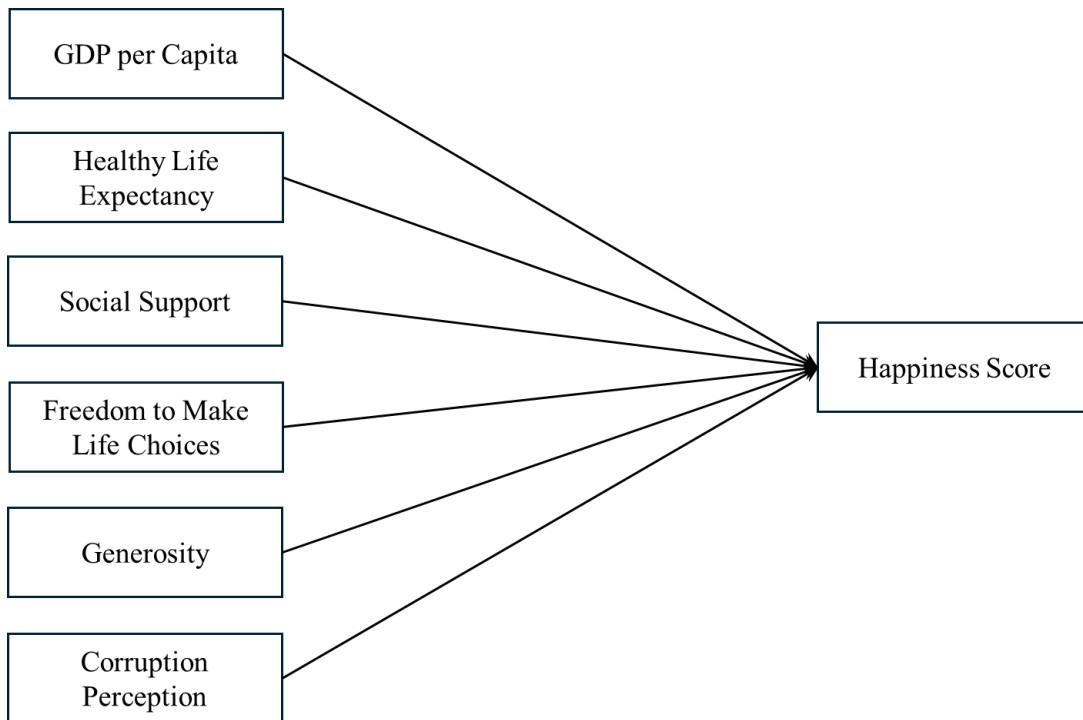 GDP per Capita
Healthy Life
Expectancy
Social Support
Freedom to Make
Life Choices
Generosity
Corruption
Perception
Happiness Score